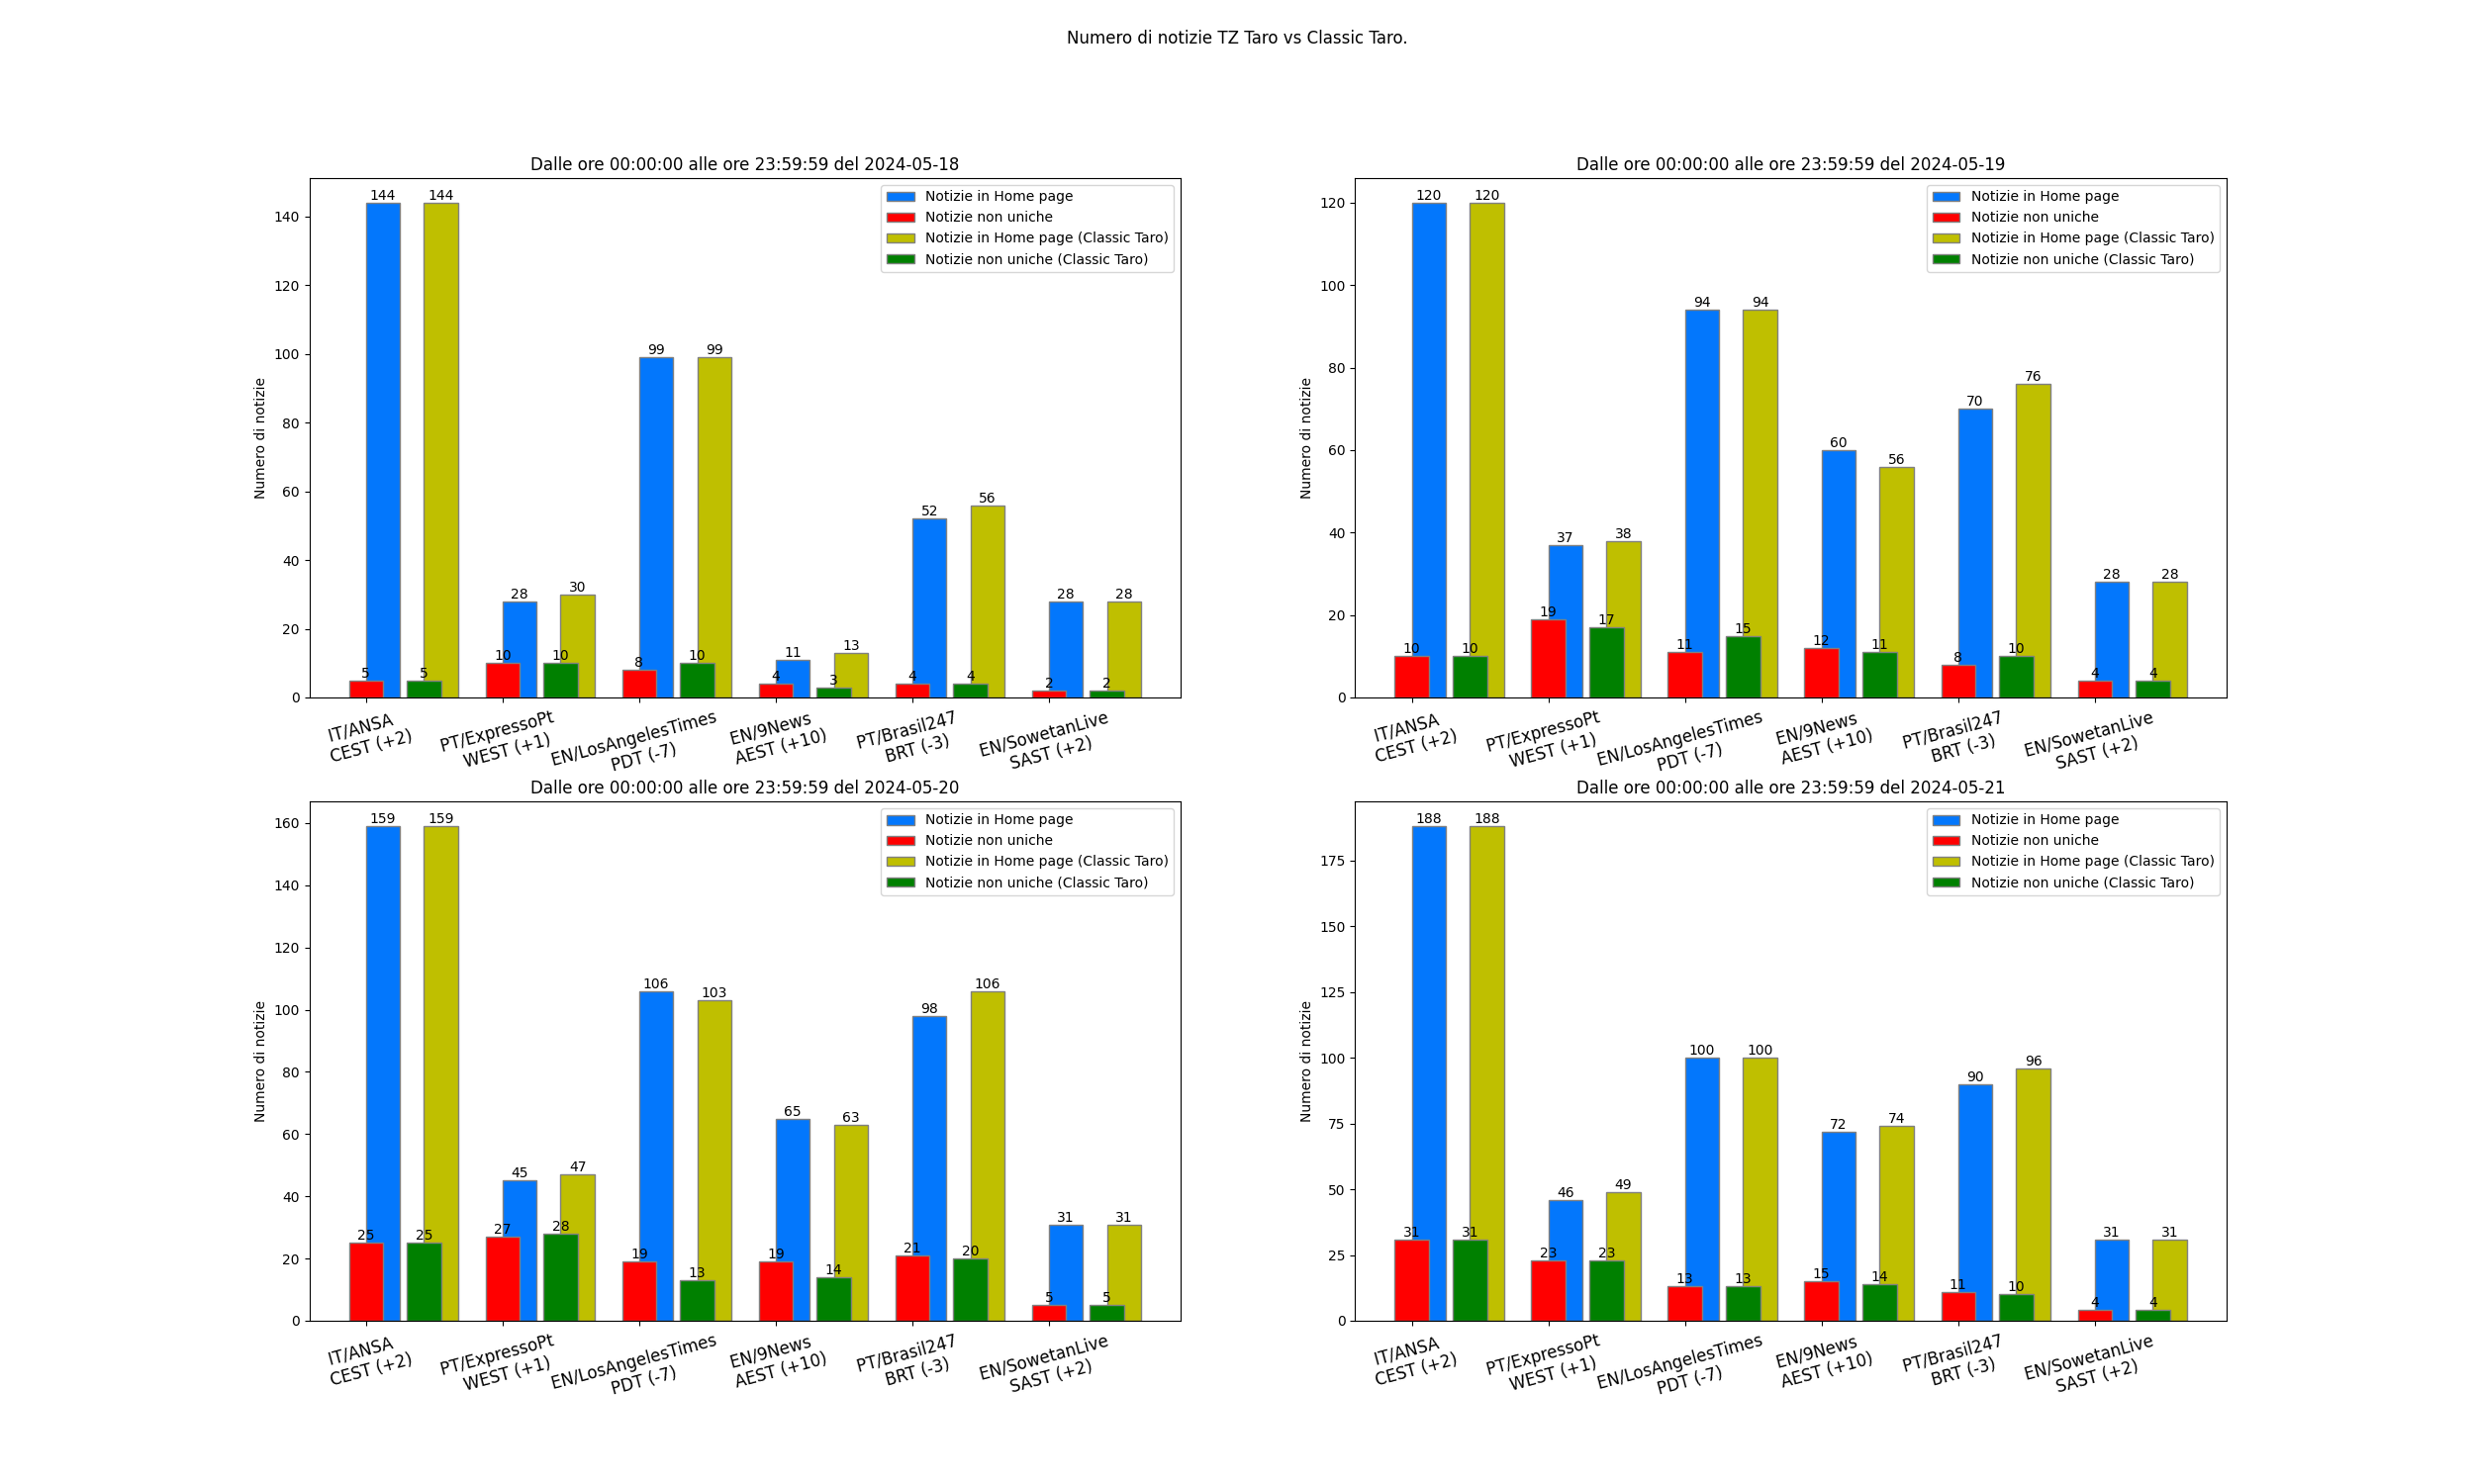 Numero di notizie TZ Taro vs Classic Taro.
Dalle ore 00:00:00 alle ore 23:59:59 del 2024-05-18
Numero di notizie
140
120
100
80
60
40
20
0
144 144
99 99
52 56
28 30
11 13
28 28
5 5
10 10
8 10
4 3
4 4
2 2
Notizie in Home page
Notizie non uniche
Notizie in Home page (Classic Taro)
Notizie non uniche (Classic Taro)
IT/ANSA
CEST (+2)
PT/ExpressoPt
WEST (+1)
EN/LosAngelesTimes
PDT (-7)
EN/9News
AEST (+10)
PT/Brasil247
BRT (-3)
EN/SowetanLive
SAST (+2)
Dalle ore 00:00:00 alle ore 23:59:59 del 2024-05-19
Numero di notizie
120
100
80
60
40
20
0
120 120
37 38
94 94
60 56
70 76
28 28
10 10
19 17
11 15
12 11
8 10
4 4
Notizie in Home page
Notizie non uniche
Notizie in Home page (Classic Taro)
Notizie non uniche (Classic Taro)
IT/ANSA
CEST (+2)
PT/ExpressoPt
WEST (+1)
EN/LosAngelesTimes
PDT (-7)
EN/9News
AEST (+10)
PT/Brasil247
BRT (-3)
EN/SowetanLive
SAST (+2)
Dalle ore 00:00:00 alle ore 23:59:59 del 2024-05-20
Numero di notizie
160
140
120
100
80
60
40
20
0
159 159
45 47
106 103
65 63
98 106
31 31
25 25
27 28
19 13
19 14
21 20
5 5
Notizie in Home page
Notizie non uniche
Notizie in Home page (Classic Taro)
Notizie non uniche (Classic Taro)
IT/ANSA
CEST (+2)
PT/ExpressoPt
WEST (+1)
EN/LosAngelesTimes
PDT (-7)
EN/9News
AEST (+10)
PT/Brasil247
BRT (-3)
EN/SowetanLive
SAST (+2)
Dalle ore 00:00:00 alle ore 23:59:59 del 2024-05-21
Numero di notizie
175
150
125
100
75
50
25
0
188 188
46 49
100 100
72 74
90 96
31 31
31 31
23 23
13 13
15 14
11 10
4 4
Notizie in Home page
Notizie non uniche
Notizie in Home page (Classic Taro)
Notizie non uniche (Classic Taro)
IT/ANSA
CEST (+2)
PT/ExpressoPt
WEST (+1)
EN/LosAngelesTimes
PDT (-7)
EN/9News
AEST (+10)
PT/Brasil247
BRT (-3)
EN/SowetanLive
SAST (+2)